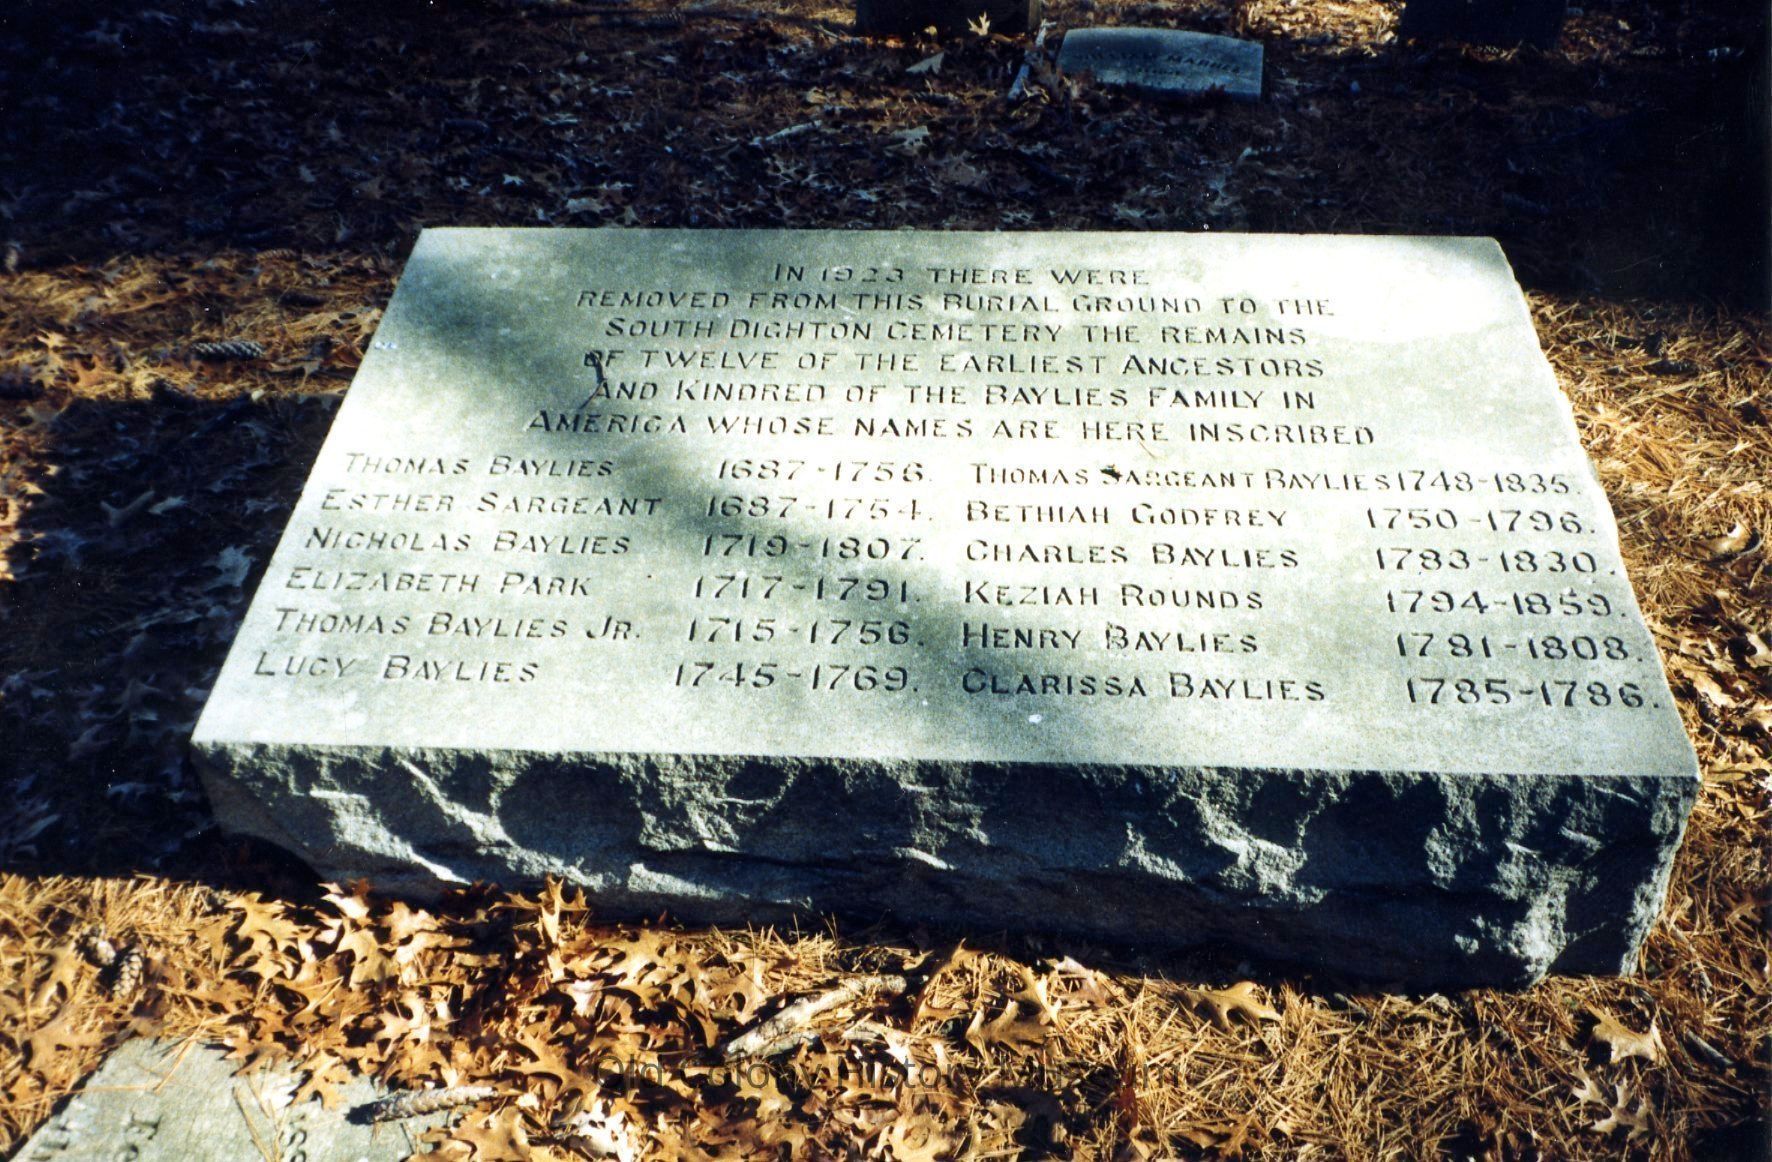 IN 1923 THERE WERE
REMOVED FROM THIS BURIAL GROUND TO THE
SOUTH DIGHTON CEMETERY THE REMAINS
OF TWELVE OF THE EARLIEST ANCESTORS
AND KINDRED OF THE BAYLIES FAMILY IN
AMERICA WHOSE NAMES ARE HERE INSCRIBED
THOMAS BAYLIES 1687-1756. THOMAS SARGEANT BAYLIES 1748-1835.
ESTHER SARGEANT 1687-1754. BETHIAH GODFREY 1750-1796.
NICHOLAS BAYLIES 1719-1807. CHARLES BAYLIES 1783-1830.
ELIZABETH PARK 1717-1791. KEZIAH ROUNDS 1794-1859.
THOMAS BAYLIES JR. 1715-1756. HENRY BAYLIES 1781-1808.
LUCY BAYLIES 1745-1769. CLARISSA BAYLIES 1785-1786.
Old Colony History Museum